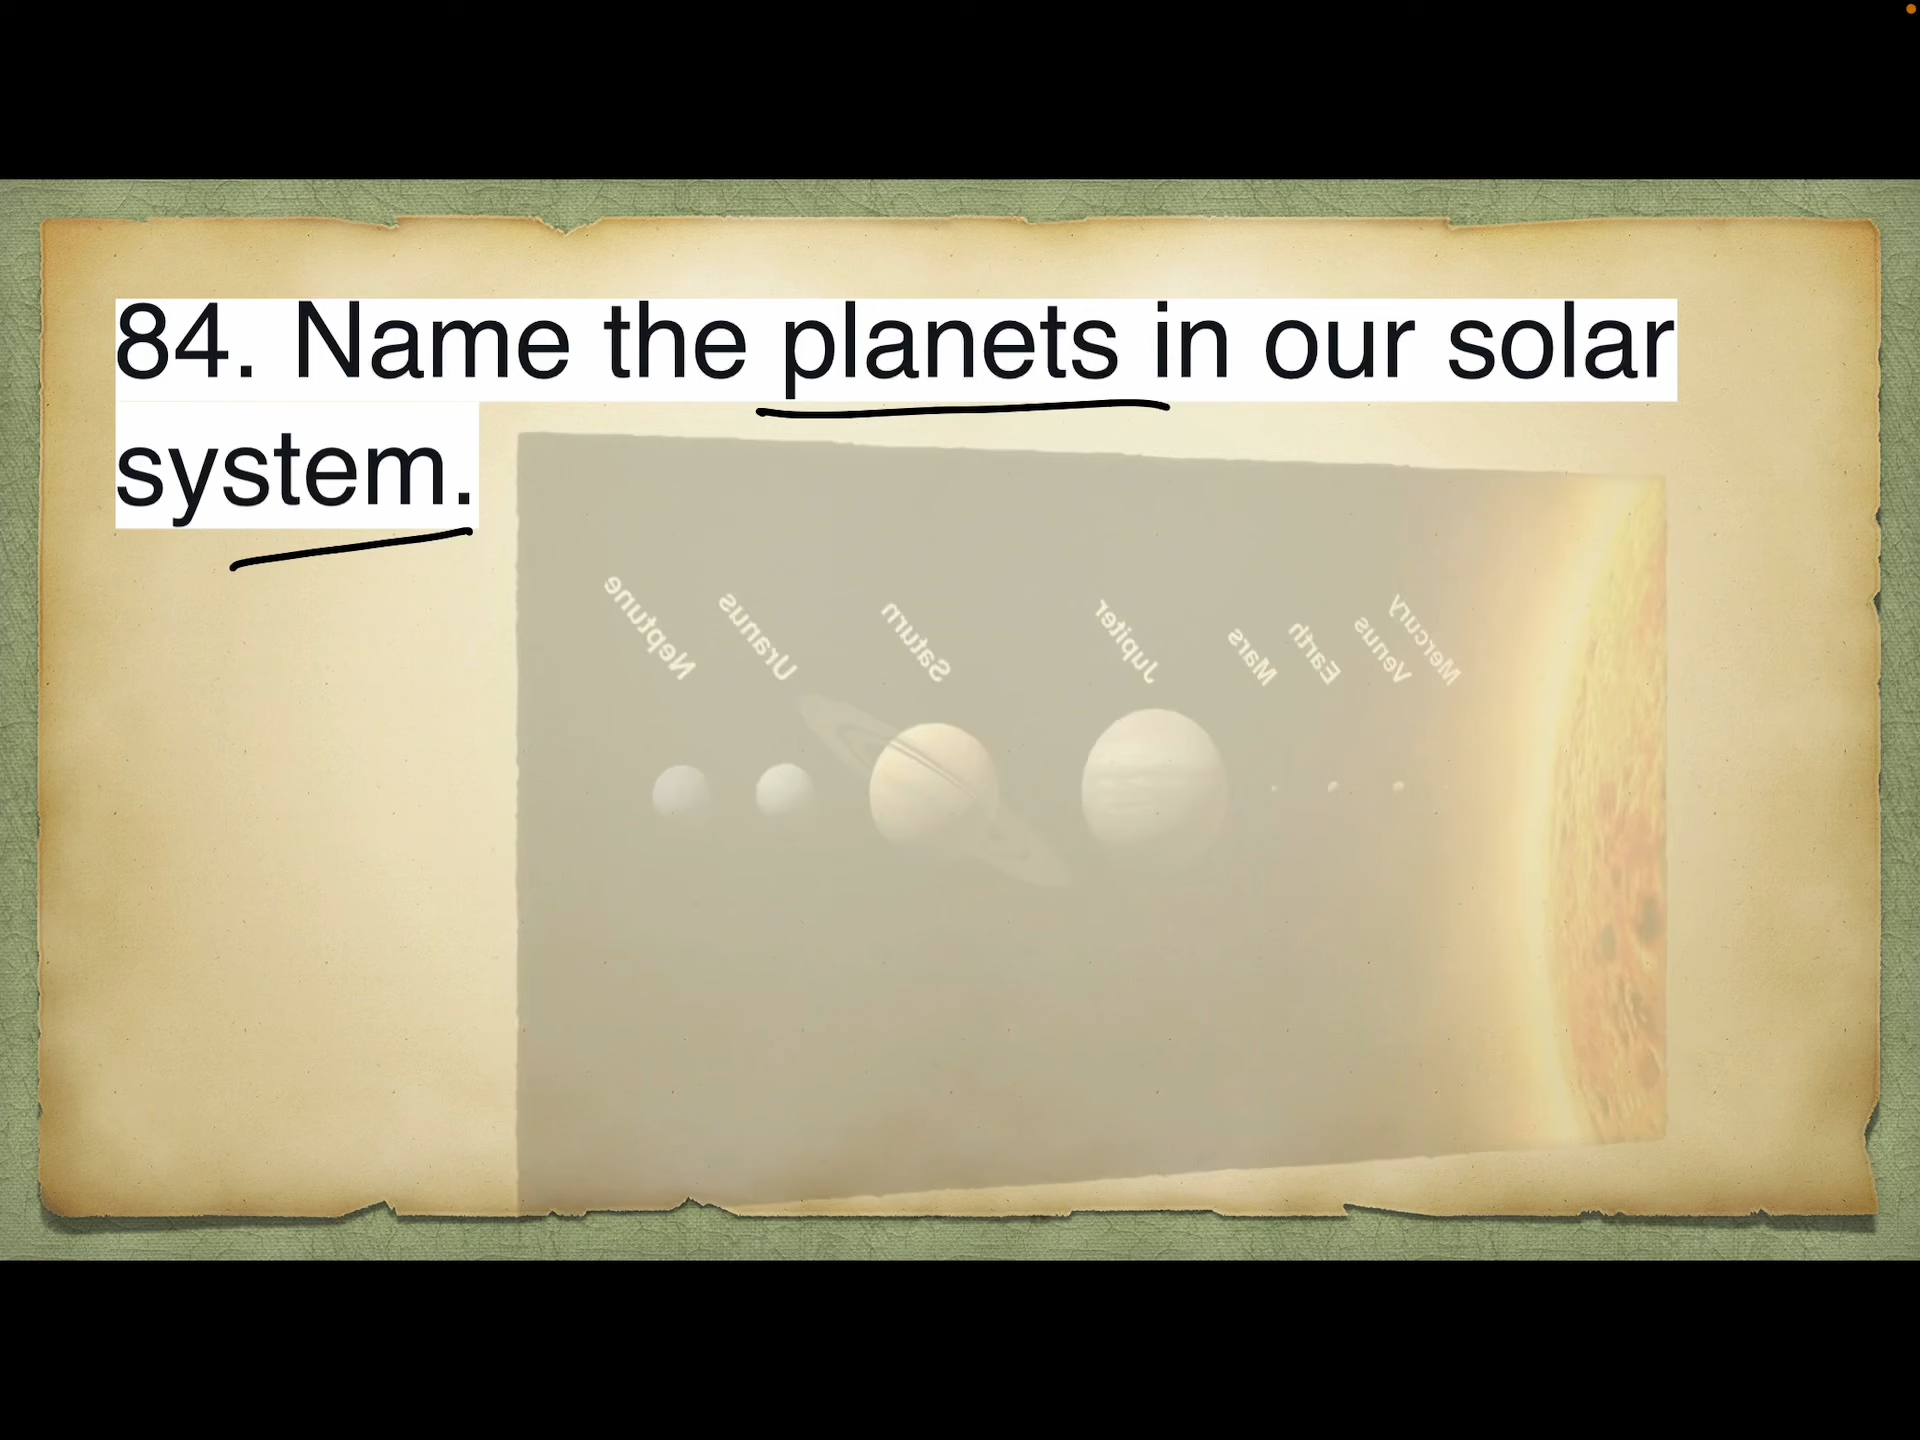 84. Name the planets in our solar
system.
Neptune
Uranus
Saturn
Jupiter
Mars
Earth
Venus
Mercury